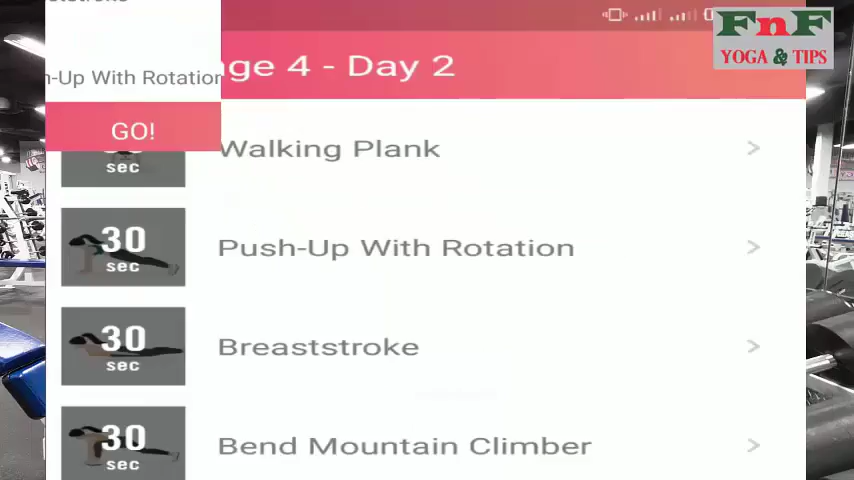 FnF
YOGA & TIPS
-Up With Rotation
GO!
ge 4 - Day 2
sec
Walking Plank
30
sec
Push-Up With Rotation
30
sec
Breaststroke
30
sec
Bend Mountain Climber